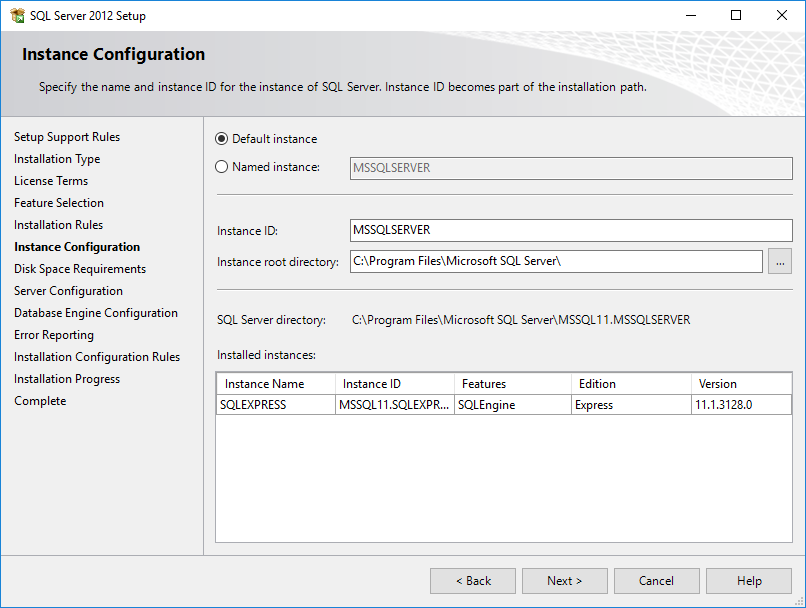 SQL Server 2012 Setup
Instance Configuration
Specify the name and instance ID for the instance of SQL Server. Instance ID becomes part of the installation path.
Setup Support Rules
Installation Type
License Terms
Feature Selection
Installation Rules
Instance Configuration
Disk Space Requirements
Server Configuration
Database Engine Configuration
Error Reporting
Installation Configuration Rules
Installation Progress
Complete
Default instance
Named instance: MSSQLSERVER
Instance ID: MSSQLSERVER
Instance root directory: C:\Program Files\Microsoft SQL Server\ ...
SQL Server directory: C:\Program Files\Microsoft SQL Server\MSSQL11.MSSQLSERVER
Installed instances:
Instance Name Instance ID Features Edition Version
SQLEXPRESS MSSQL11.SQLEXPR... SQLEngine Express 11.1.3128.0
< Back Next > Cancel Help